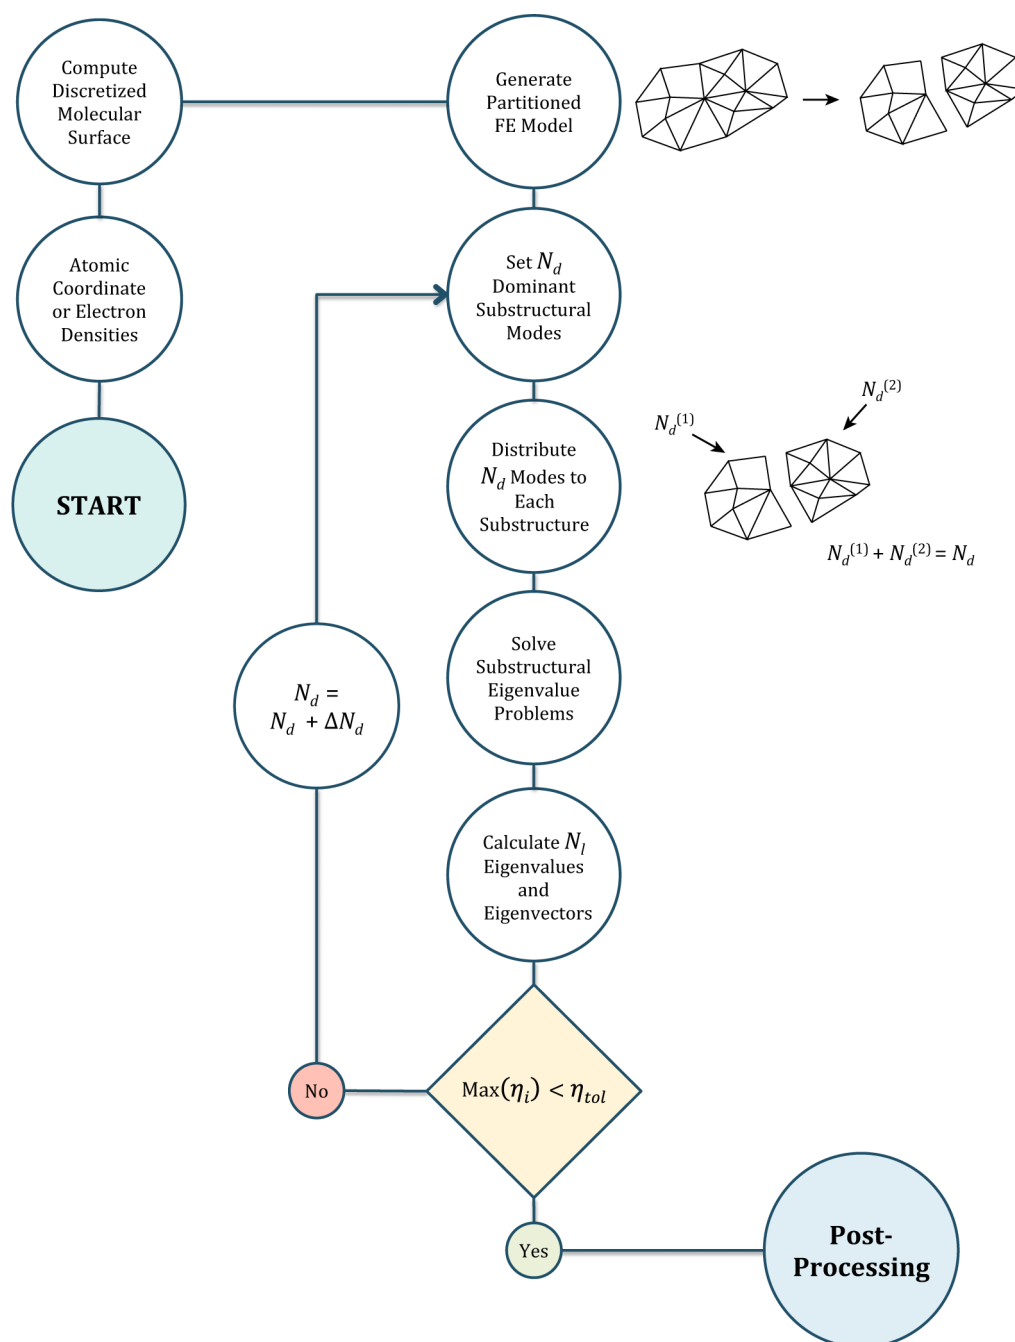 Compute
Discretized
Molecular
Surface
Generate
Partitioned
FE Model
Atomic
Coordinate
or Electron
Densities
Set N_d
Dominant
Substructural
Modes
START
Distribute
N_d Modes to
Each
Substructure
N_d^(1)
N_d^(2)
N_d^(1) + N_d^(2) = N_d
Solve
Substructural
Eigenvalue
Problems
N_d =
N_d + ΔN_d
Calculate N_l
Eigenvalues
and
Eigenvectors
Max(η_i) < η_tol
No
Yes
Post-
Processing